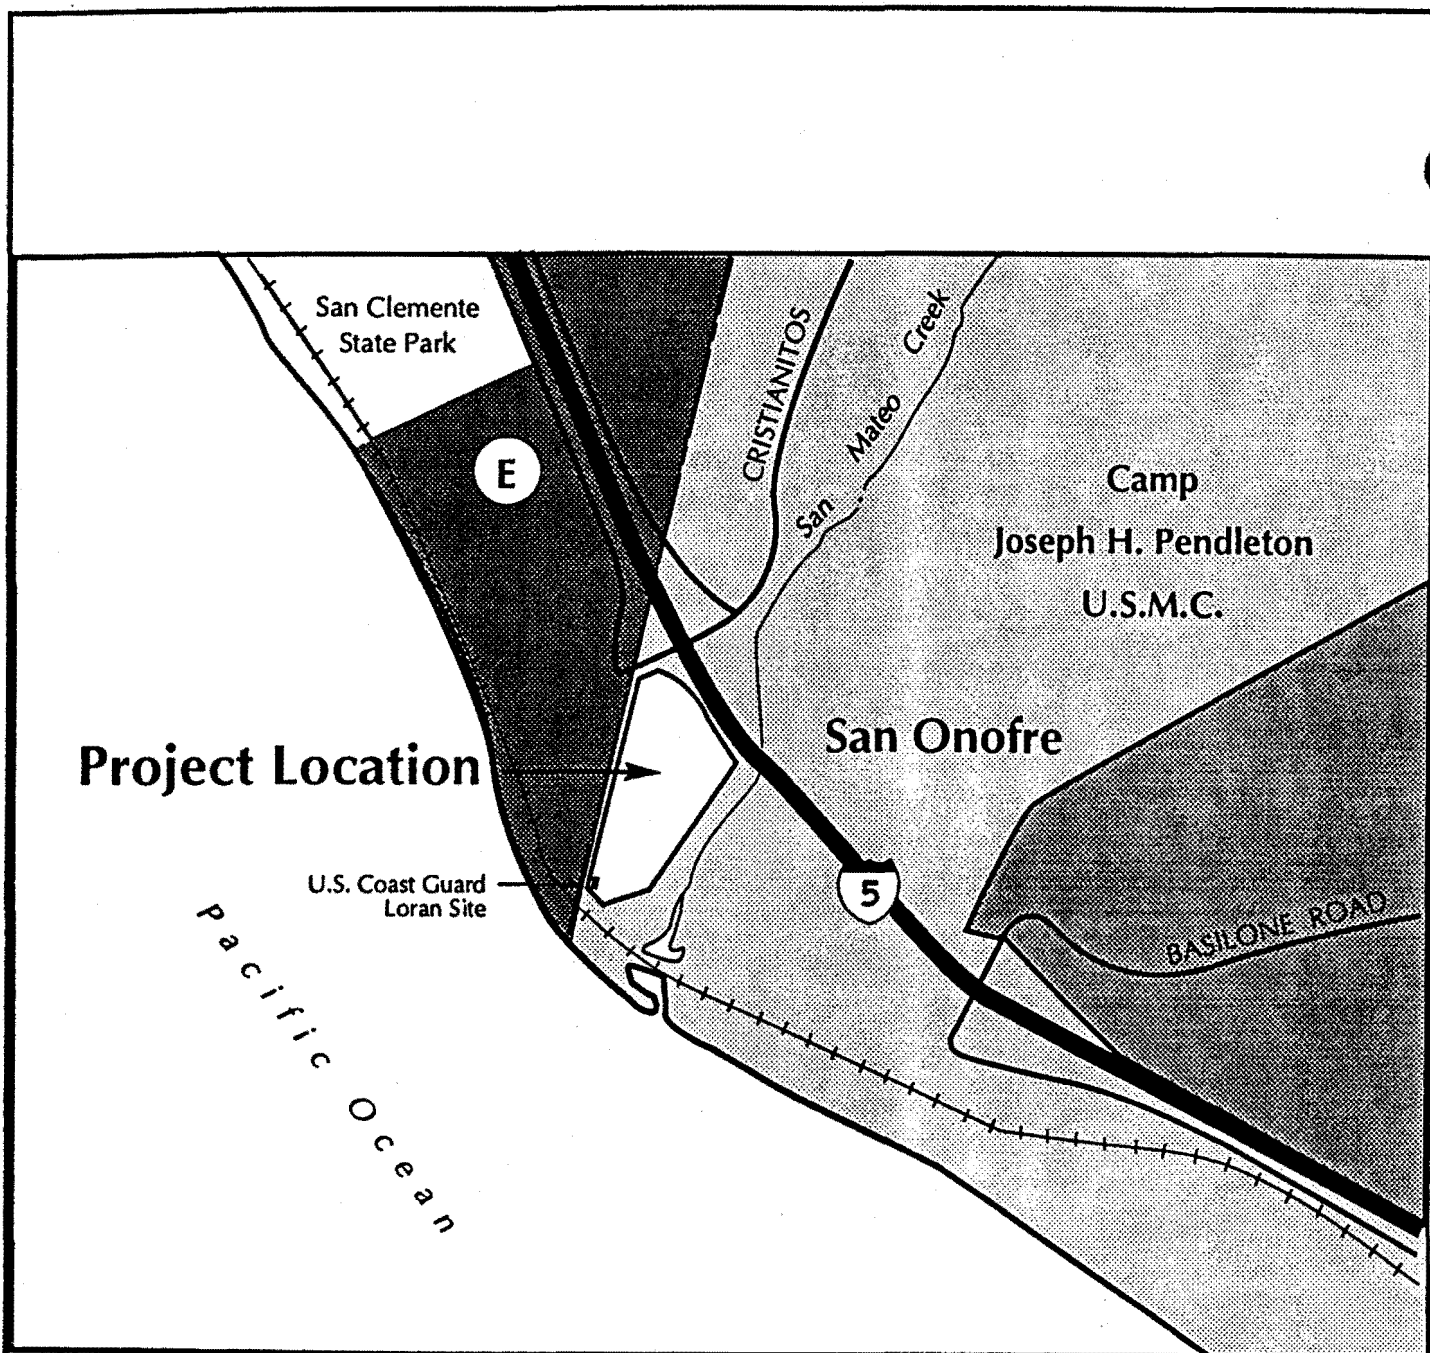 San Clemente
State Park
E
CRISTIANITOS
San Mateo Creek
Camp
Joseph H. Pendleton
U.S.M.C.
Project Location
San Onofre
U.S. Coast Guard
Loran Site
5
BASILONE ROAD
Pacific Ocean